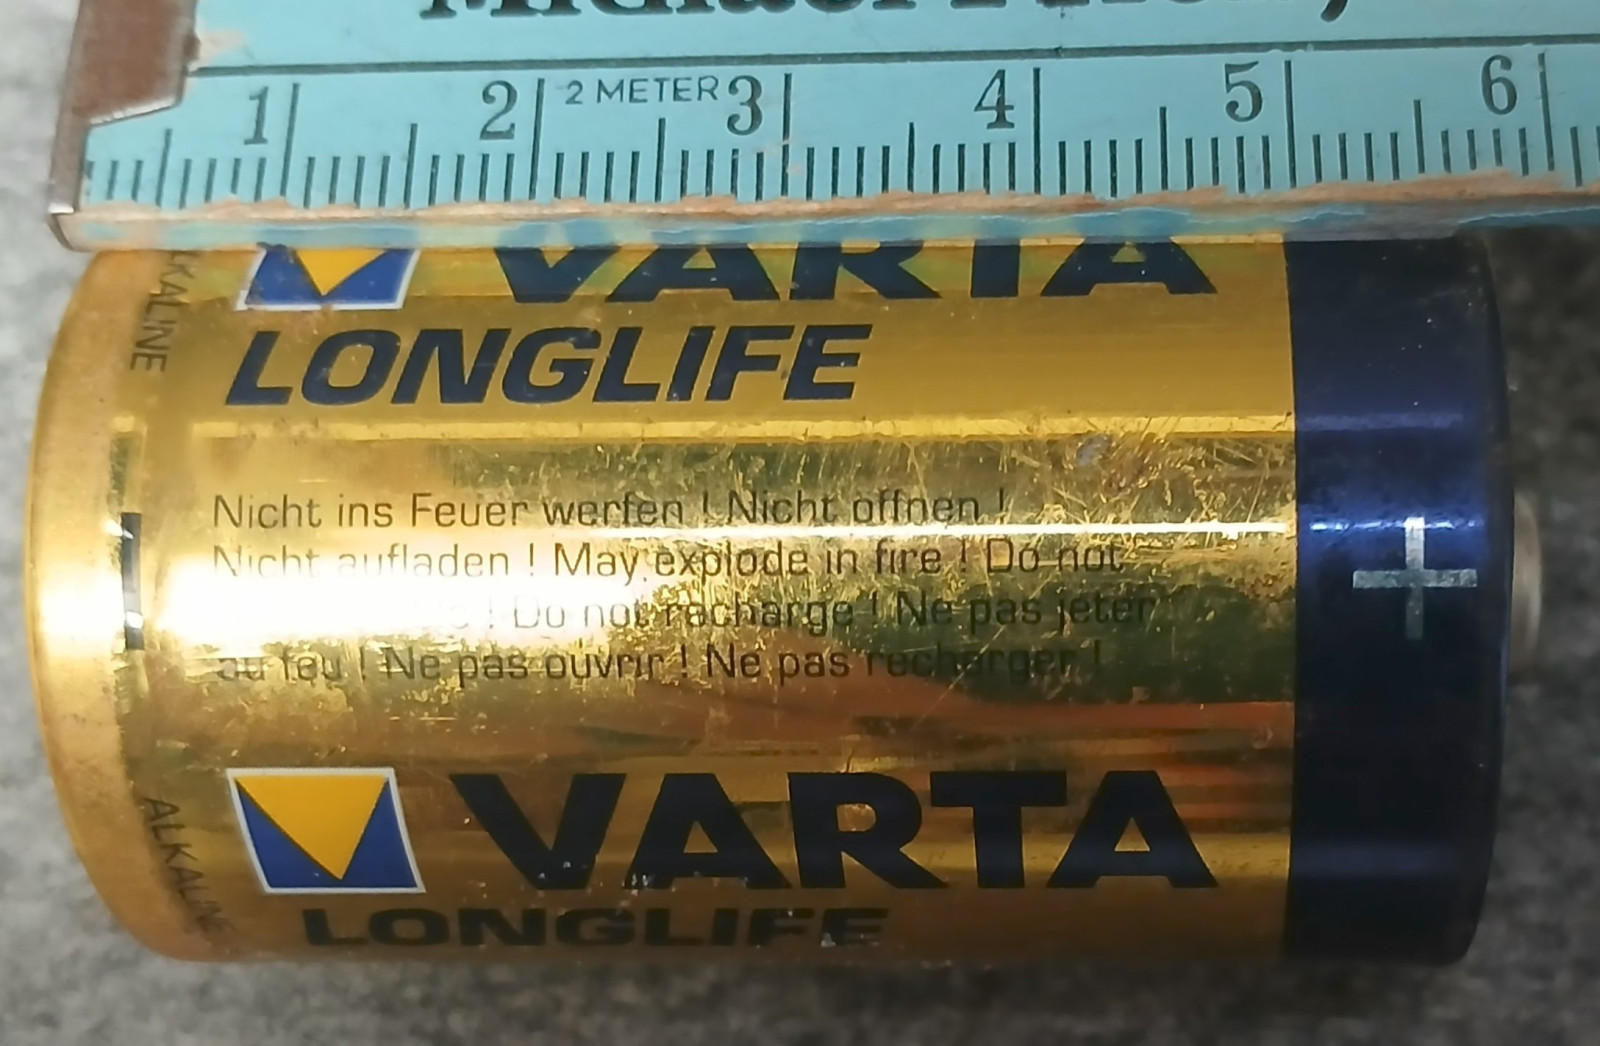 1 2 2 METER 3 4 5 6
VARTA
LONGLIFE
ALKALINE
Nicht ins Feuer werfen ! Nicht öffnen !
Nicht aufladen ! May explode in fire ! Do not
! Do not recharge ! Ne pas jeter
au feu ! Ne pas ouvrir ! Ne pas recharger !
+
VARTA
ALKALINE
LONGLIFE